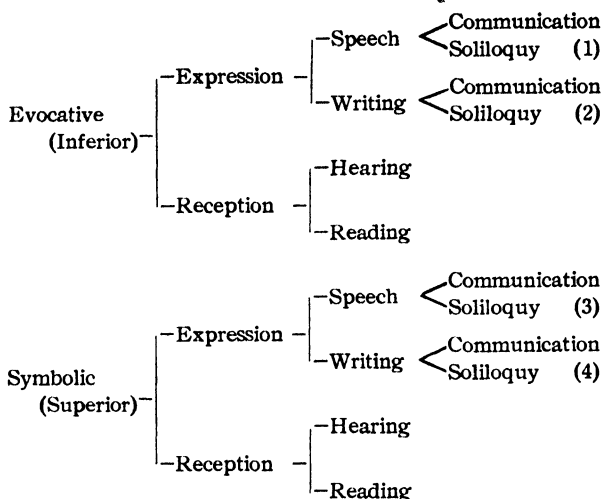 Communication
Speech Soliloquy (1)
Expression
Communication
Writing Soliloquy (2)
Evocative
(Inferior)
Hearing
Reception
Reading
Communication
Speech Soliloquy (3)
Expression
Communication
Writing Soliloquy (4)
Symbolic
(Superior)
Hearing
Reception
Reading